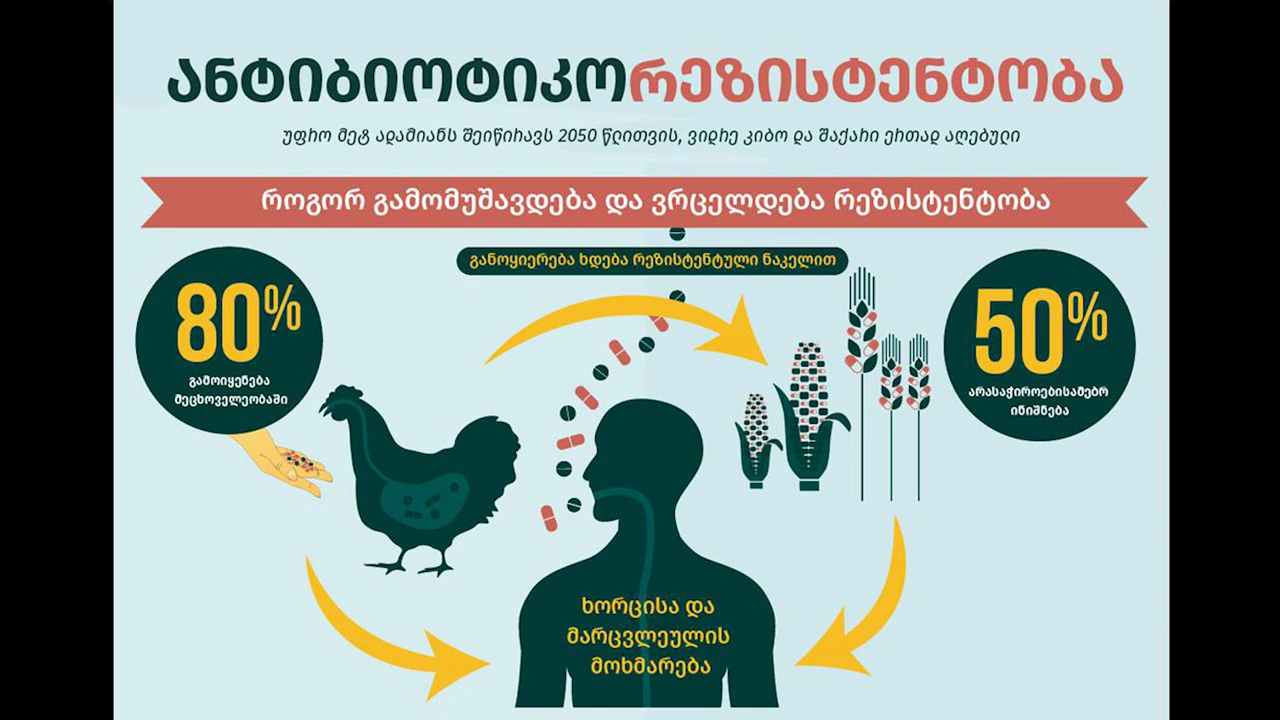 ანტიბიოტიკორეზისტენტობა
უფრო მეტ ადამიანს შეიწირავს 2050 წლითვის, ვიდრე კიბო და შაქარი ერთად აღებული
როგორ გამომუშავდება და ვრცელდება რეზისტენტობა
განოყიერება ხდება რეზისტენტული ნაკელით
80%
გამოიყენება
მეცხოველეობაში
50%
არასაჭიროებისამებრ
ინიშნება
ხორცისა და
მარცვლეულის
მოხმარება